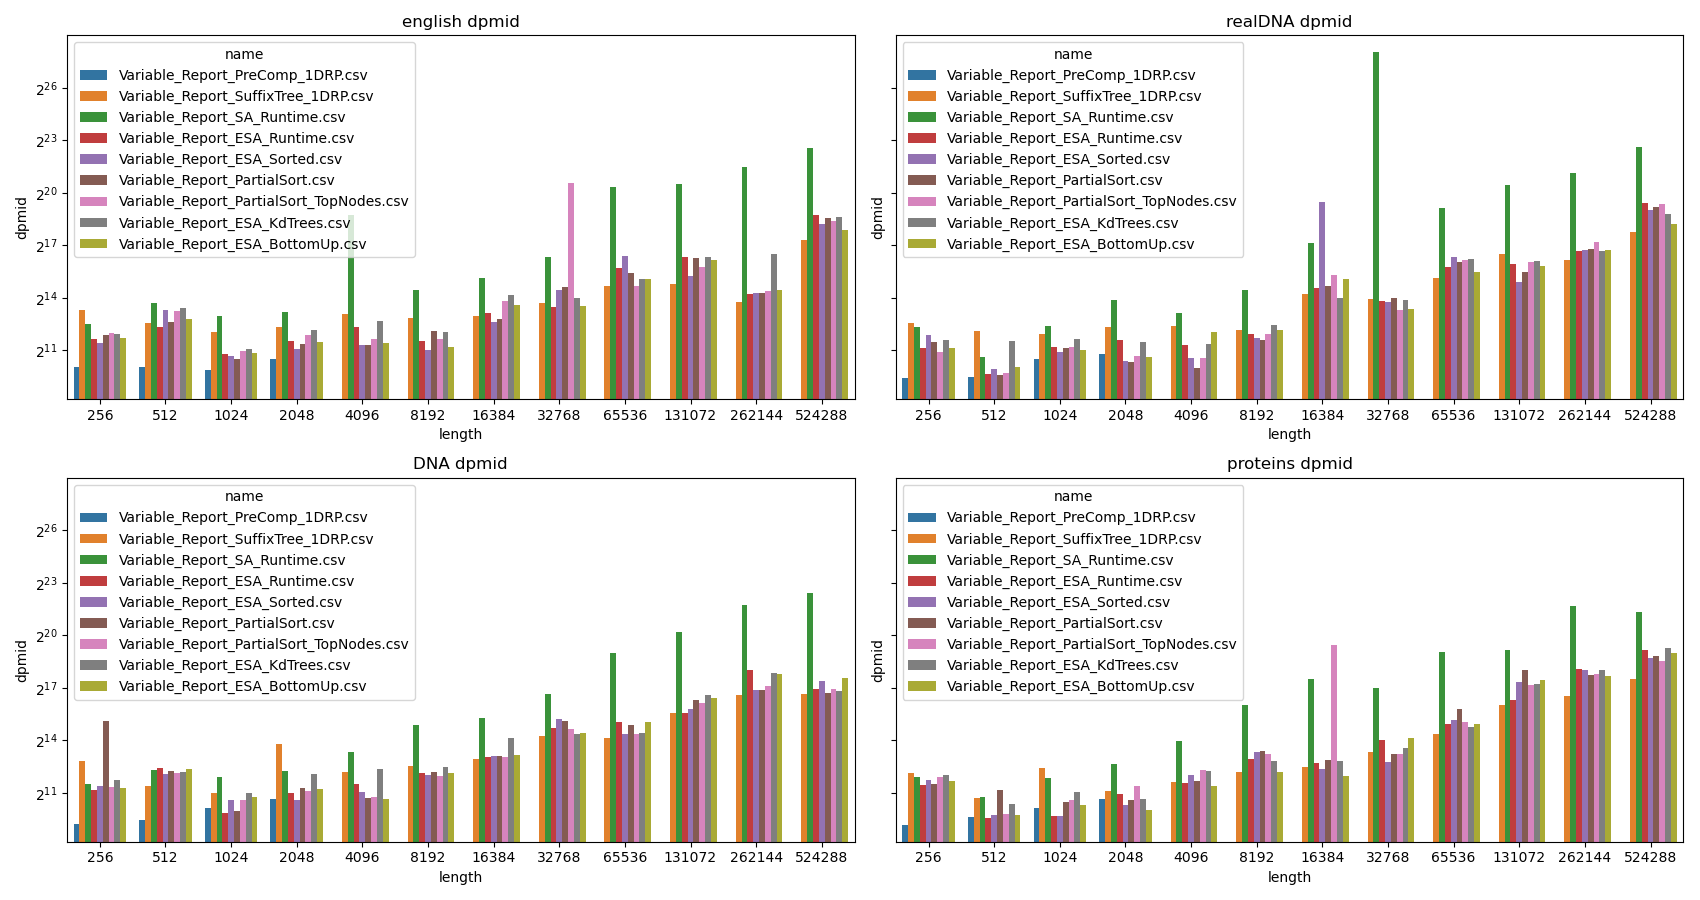 english dpmid
name
Variable_Report_PreComp_1DRP.csv
Variable_Report_SuffixTree_1DRP.csv
Variable_Report_SA_Runtime.csv
Variable_Report_ESA_Runtime.csv
Variable_Report_ESA_Sorted.csv
Variable_Report_PartialSort.csv
Variable_Report_PartialSort_TopNodes.csv
Variable_Report_ESA_KdTrees.csv
Variable_Report_ESA_BottomUp.csv
2^26
2^23
2^20
2^17
2^14
2^11
dpmid
256 512 1024 2048 4096 8192 16384 32768 65536 131072 262144 524288
length
realDNA dpmid
name
Variable_Report_PreComp_1DRP.csv
Variable_Report_SuffixTree_1DRP.csv
Variable_Report_SA_Runtime.csv
Variable_Report_ESA_Runtime.csv
Variable_Report_ESA_Sorted.csv
Variable_Report_PartialSort.csv
Variable_Report_PartialSort_TopNodes.csv
Variable_Report_ESA_KdTrees.csv
Variable_Report_ESA_BottomUp.csv
dpmid
256 512 1024 2048 4096 8192 16384 32768 65536 131072 262144 524288
length
DNA dpmid
name
Variable_Report_PreComp_1DRP.csv
Variable_Report_SuffixTree_1DRP.csv
Variable_Report_SA_Runtime.csv
Variable_Report_ESA_Runtime.csv
Variable_Report_ESA_Sorted.csv
Variable_Report_PartialSort.csv
Variable_Report_PartialSort_TopNodes.csv
Variable_Report_ESA_KdTrees.csv
Variable_Report_ESA_BottomUp.csv
2^26
2^23
2^20
2^17
2^14
2^11
dpmid
256 512 1024 2048 4096 8192 16384 32768 65536 131072 262144 524288
length
proteins dpmid
name
Variable_Report_PreComp_1DRP.csv
Variable_Report_SuffixTree_1DRP.csv
Variable_Report_SA_Runtime.csv
Variable_Report_ESA_Runtime.csv
Variable_Report_ESA_Sorted.csv
Variable_Report_PartialSort.csv
Variable_Report_PartialSort_TopNodes.csv
Variable_Report_ESA_KdTrees.csv
Variable_Report_ESA_BottomUp.csv
dpmid
256 512 1024 2048 4096 8192 16384 32768 65536 131072 262144 524288
length